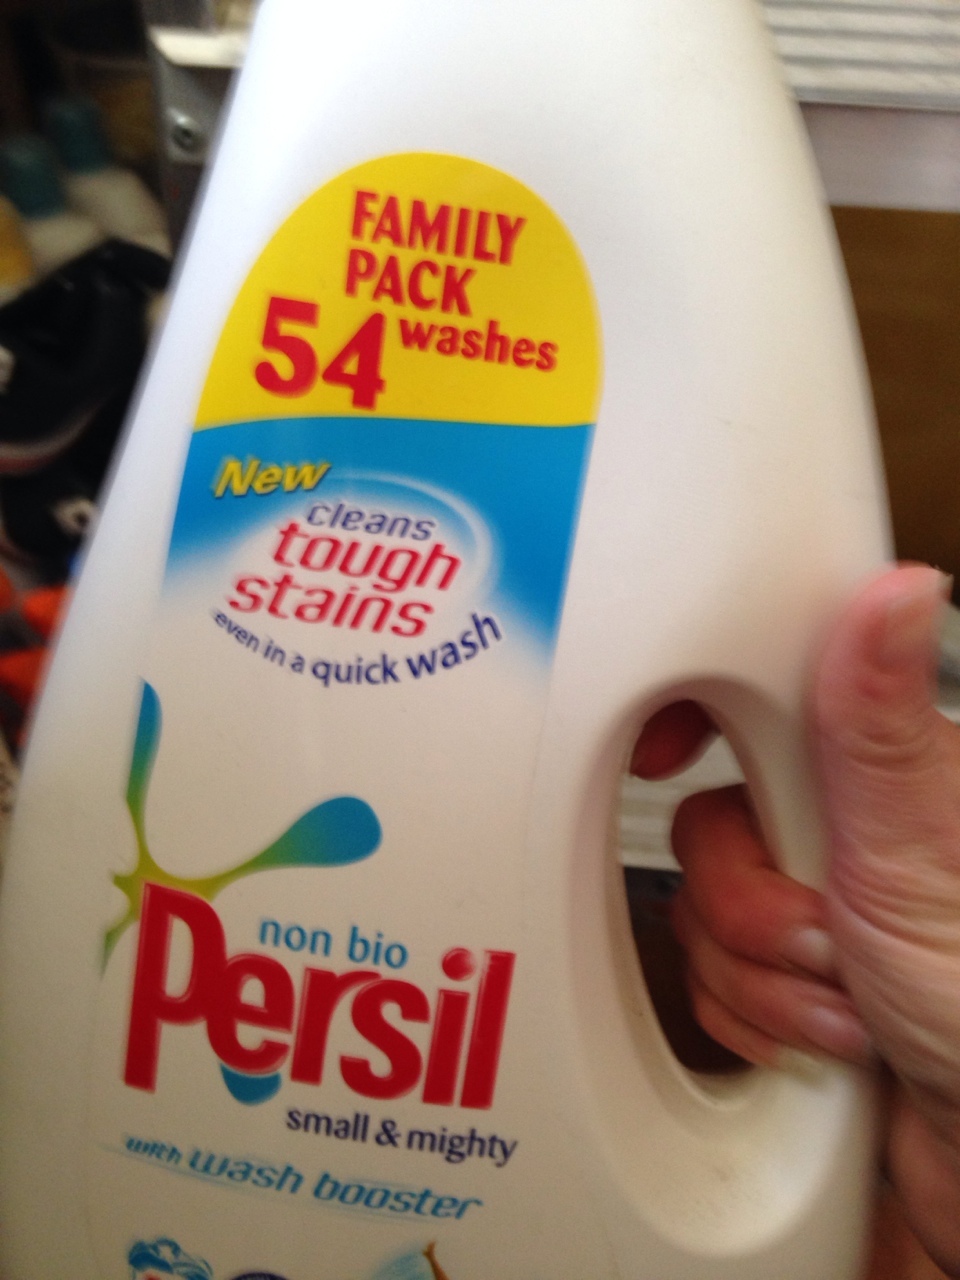 FAMILY
PACK
54 washes
New
cleans
tough
stains
even in a quick wash
non bio
Persil
small & mighty
with wash booster